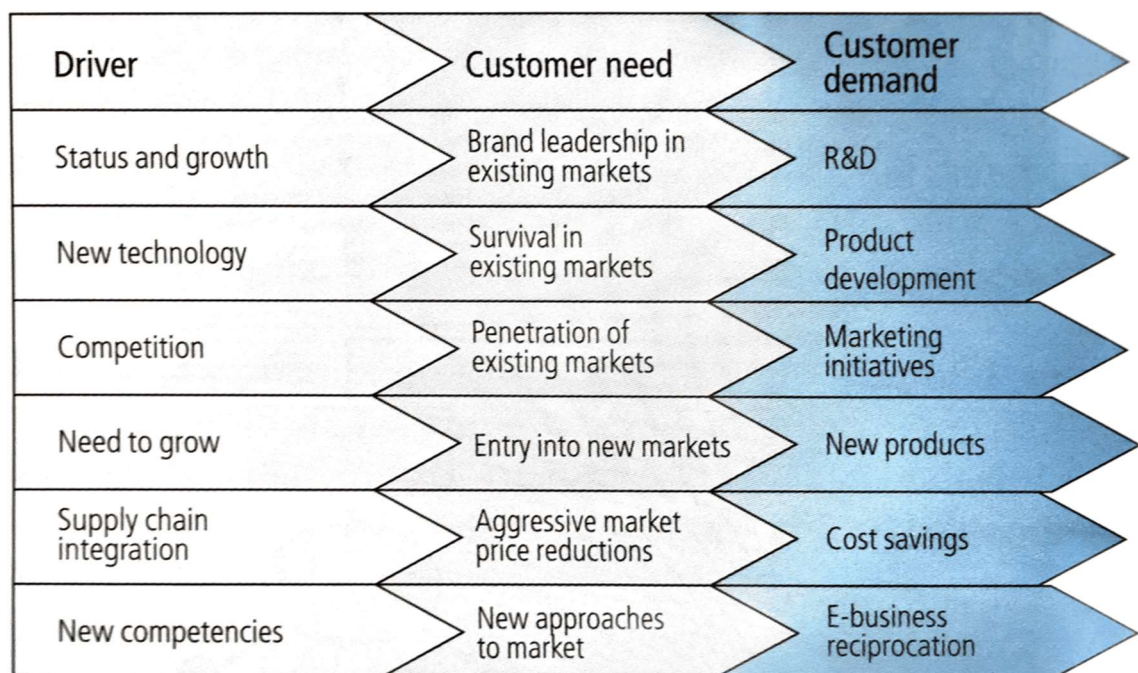 Driver
Customer need
Customer
demand
Status and growth
Brand leadership in
existing markets
R&D
New technology
Survival in
existing markets
Product
development
Competition
Penetration of
existing markets
Marketing
initiatives
Need to grow
Entry into new markets
New products
Supply chain
integration
Aggressive market
price reductions
Cost savings
New competencies
New approaches
to market
E-business
reciprocation